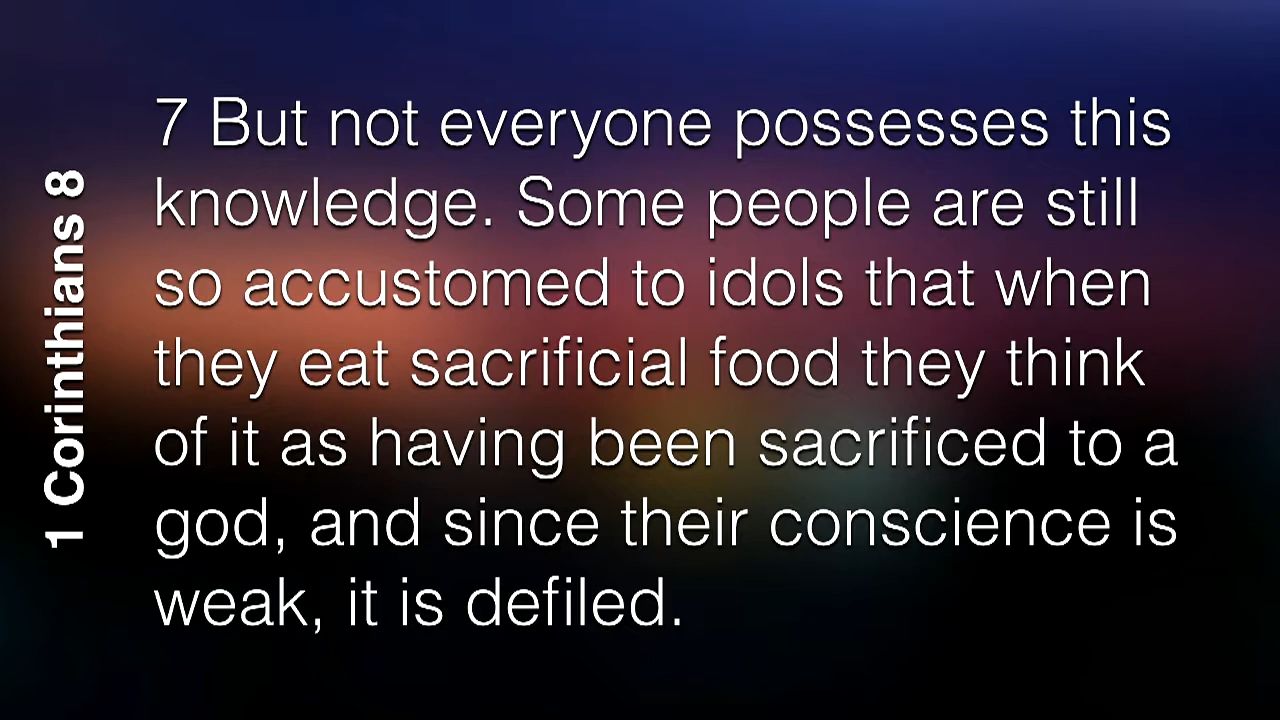 1 Corinthians 8
7 But not everyone possesses this
knowledge. Some people are still
so accustomed to idols that when
they eat sacrificial food they think
of it as having been sacrificed to a
god, and since their conscience is
weak, it is defiled.